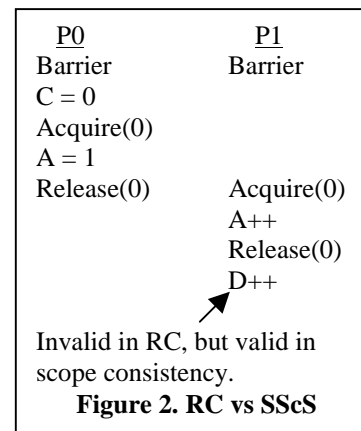 P0 P1
Barrier Barrier
C = 0
Acquire(0)
A = 1
Release(0) Acquire(0)
A++
Release(0)
D++
Invalid in RC, but valid in
scope consistency.
Figure 2. RC vs SScS